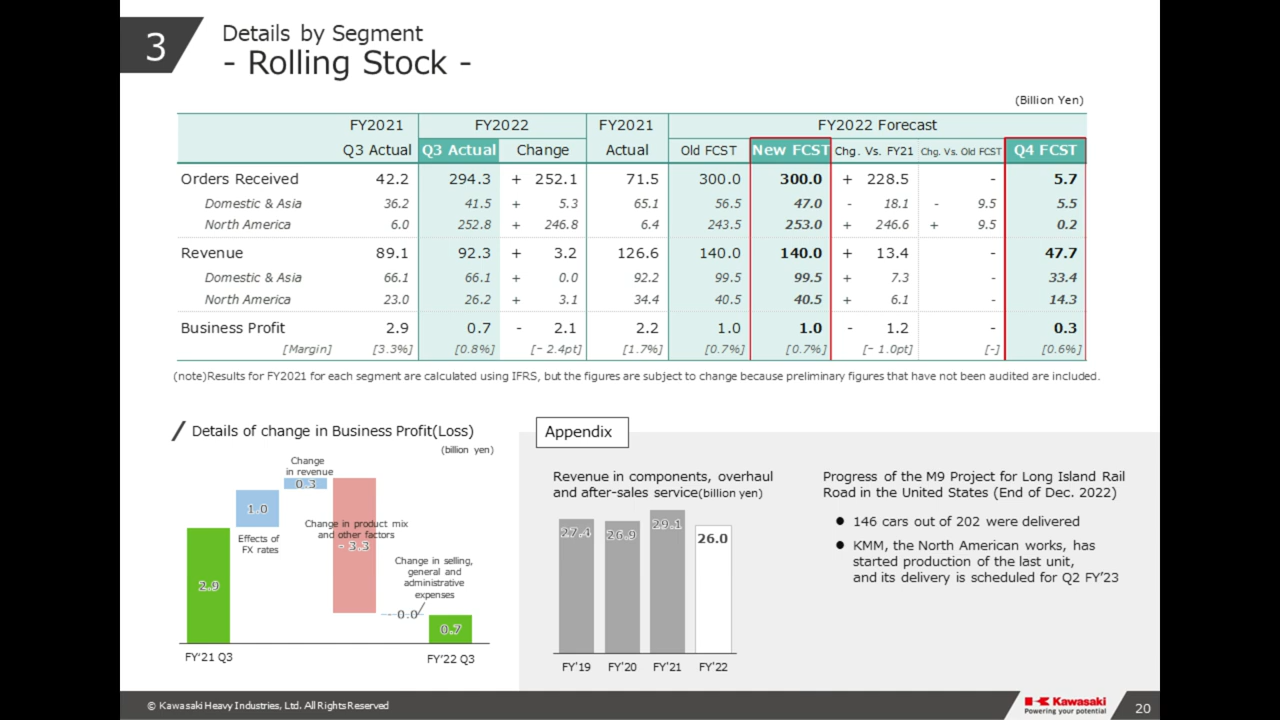 3
Details by Segment
- Rolling Stock -
(Billion Yen)
FY2021 FY2022 FY2021 FY2022 Forecast
Q3 Actual Q3 Actual Change Actual Old FCST New FCST Chg. Vs. FY21 Chg. Vs. Old FCST Q4 FCST
Orders Received 42.2 294.3 + 252.1 71.5 300.0 300.0 + 228.5 - 5.7
Domestic & Asia 36.2 41.5 + 5.3 65.1 56.5 47.0 - 18.1 - 9.5 5.5
North America 6.0 252.8 + 246.8 6.4 243.5 253.0 + 246.6 + 9.5 0.2
Revenue 89.1 92.3 + 3.2 126.6 140.0 140.0 + 13.4 - 47.7
Domestic & Asia 66.1 66.1 + 0.0 92.2 99.5 99.5 + 7.3 - 33.4
North America 23.0 26.2 + 3.1 34.4 40.5 40.5 + 6.1 - 14.3
Business Profit 2.9 0.7 - 2.1 2.2 1.0 1.0 - 1.2 - 0.3
[Margin] [3.3%] [0.8%] [- 2.4pt] [1.7%] [0.7%] [0.7%] [- 1.0pt] [-] [0.6%]
(note)Results for FY2021 for each segment are calculated using IFRS, but the figures are subject to change because preliminary figures that have not been audited are included.
Details of change in Business Profit(Loss)
(billion yen)
Change
in revenue
0.3
1.0
Effects of
FX rates
Change in product mix
and other factors
- 3.3
Change in selling,
general and
administrative
expenses
- 0.0
2.9
0.7
FY'21 Q3
FY'22 Q3
Appendix
Revenue in components, overhaul
and after-sales service(billion yen)
27.4 26.9 29.1 26.0
FY'19 FY'20 FY'21 FY'22
Progress of the M9 Project for Long Island Rail
Road in the United States (End of Dec. 2022)
● 146 cars out of 202 were delivered
● KMM, the North American works, has
started production of the last unit,
and its delivery is scheduled for Q2 FY'23
© Kawasaki Heavy Industries, Ltd. All Rights Reserved
Kawasaki
Powering your potential
20